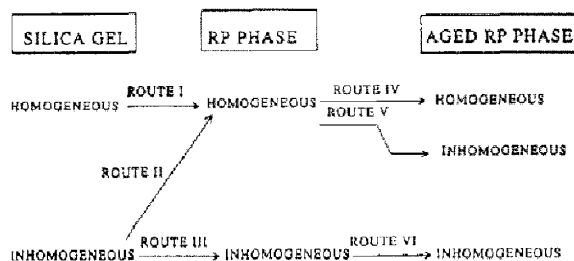 SILICA GEL
RP PHASE
AGED RP PHASE
HOMOGENEOUS
ROUTE I
HOMOGENEOUS
ROUTE IV
HOMOGENEOUS
ROUTE V
INHOMOGENEOUS
ROUTE II
INHOMOGENEOUS
ROUTE III
INHOMOGENEOUS
ROUTE VI
INHOMOGENEOUS